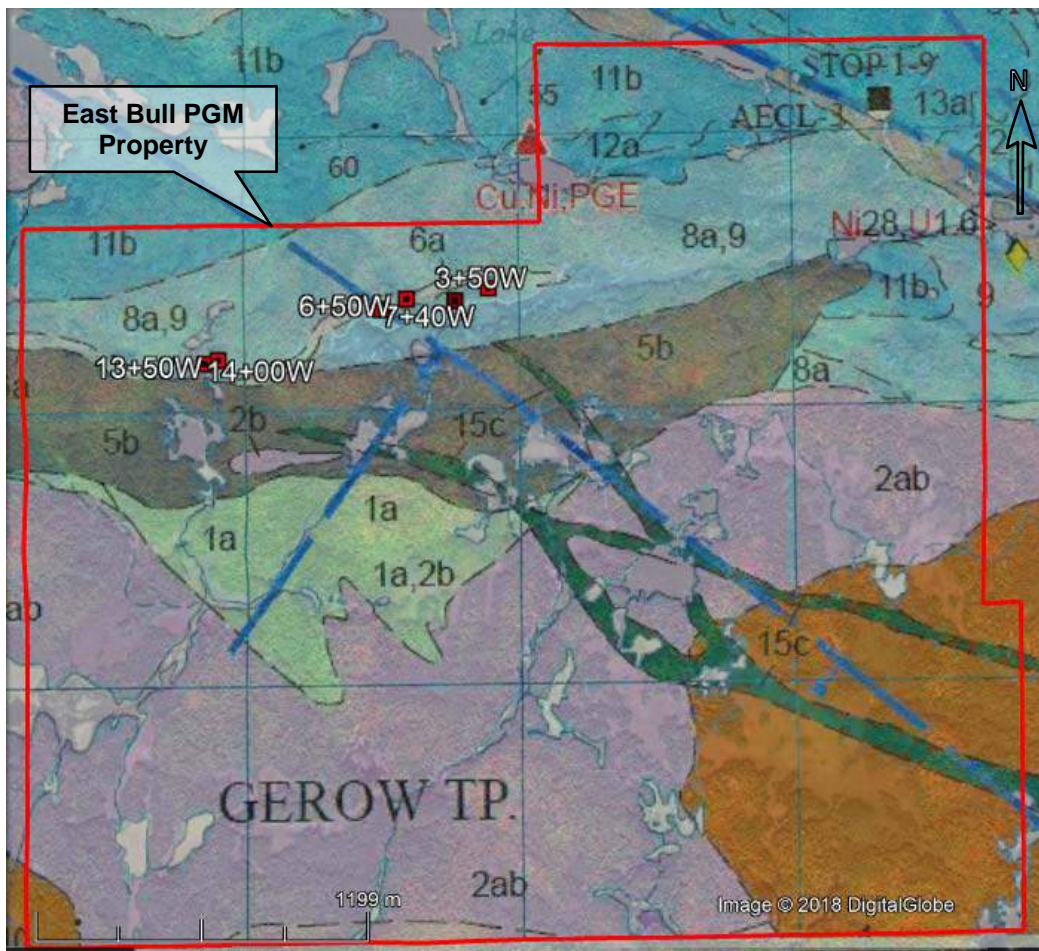 11b
Lake
STOP 1-9
N
East Bull PGM
Property
55
11b
13a
AECL-3
12a
60
Cu,Ni,PGE
Ni28,U1.6
11b
6a
8a,9
3+50W
11b
9
6+50W
7+40W
8a,9
5b
13+50W
14+00W
8a
2b
15c
5b
2ab
1a
1a
1a,2b
ab
15c
GEROW TP.
2ab
1199 m
Image © 2018 DigitalGlobe